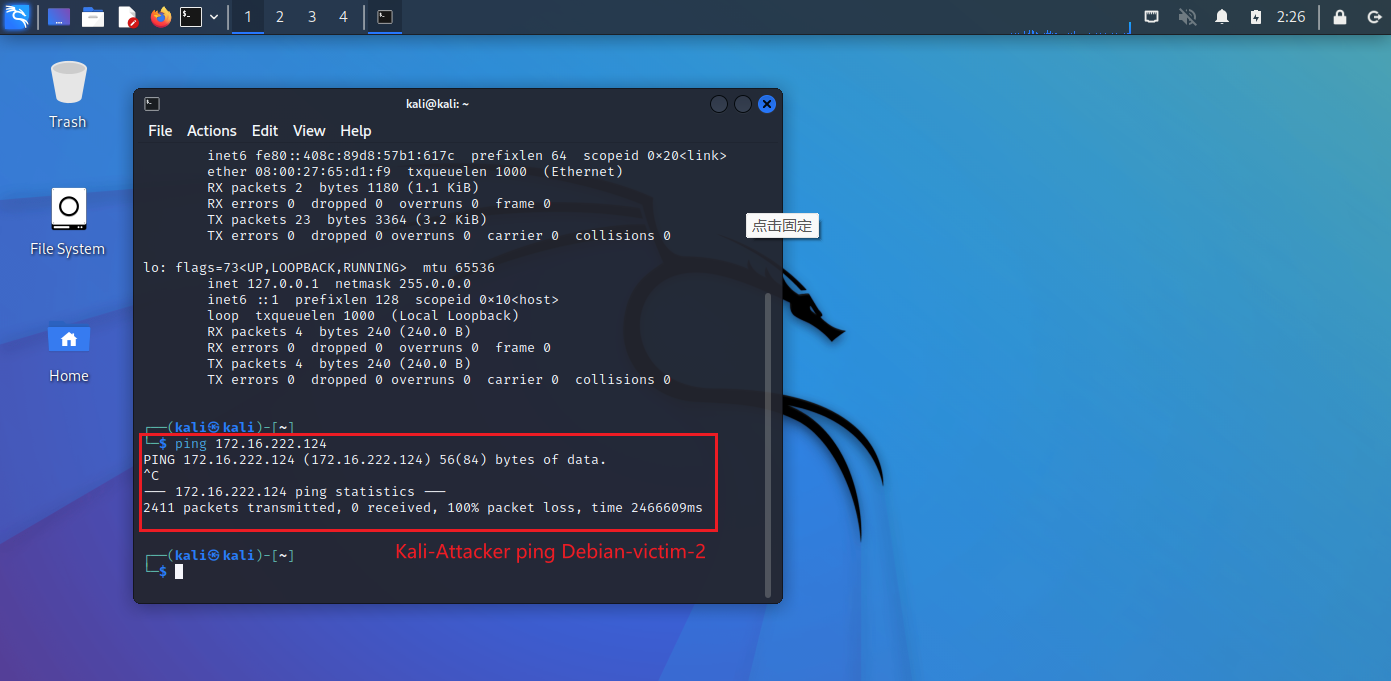 1 2 3 4 2:26
Trash
File System
Home
kali@kali: ~
File Actions Edit View Help
inet6 fe80::408c:89d8:57b1:617c prefixlen 64 scopeid 0×20<link>
ether 08:00:27:65:d1:f9 txqueuelen 1000 (Ethernet)
RX packets 2 bytes 1180 (1.1 KiB)
RX errors 0 dropped 0 overruns 0 frame 0
TX packets 23 bytes 3364 (3.2 KiB)
TX errors 0 dropped 0 overruns 0 carrier 0 collisions 0
点击固定
lo: flags=73<UP,LOOPBACK,RUNNING> mtu 65536
inet 127.0.0.1 netmask 255.0.0.0
inet6 ::1 prefixlen 128 scopeid 0×10<host>
loop txqueuelen 1000 (Local Loopback)
RX packets 4 bytes 240 (240.0 B)
RX errors 0 dropped 0 overruns 0 frame 0
TX packets 4 bytes 240 (240.0 B)
TX errors 0 dropped 0 overruns 0 carrier 0 collisions 0
┌──(kali㉿kali)-[~]
└─$ ping 172.16.222.124
PING 172.16.222.124 (172.16.222.124) 56(84) bytes of data.
^C
--- 172.16.222.124 ping statistics ---
2411 packets transmitted, 0 received, 100% packet loss, time 2466609ms
Kali-Attacker ping Debian-victim-2
┌──(kali㉿kali)-[~]
└─$